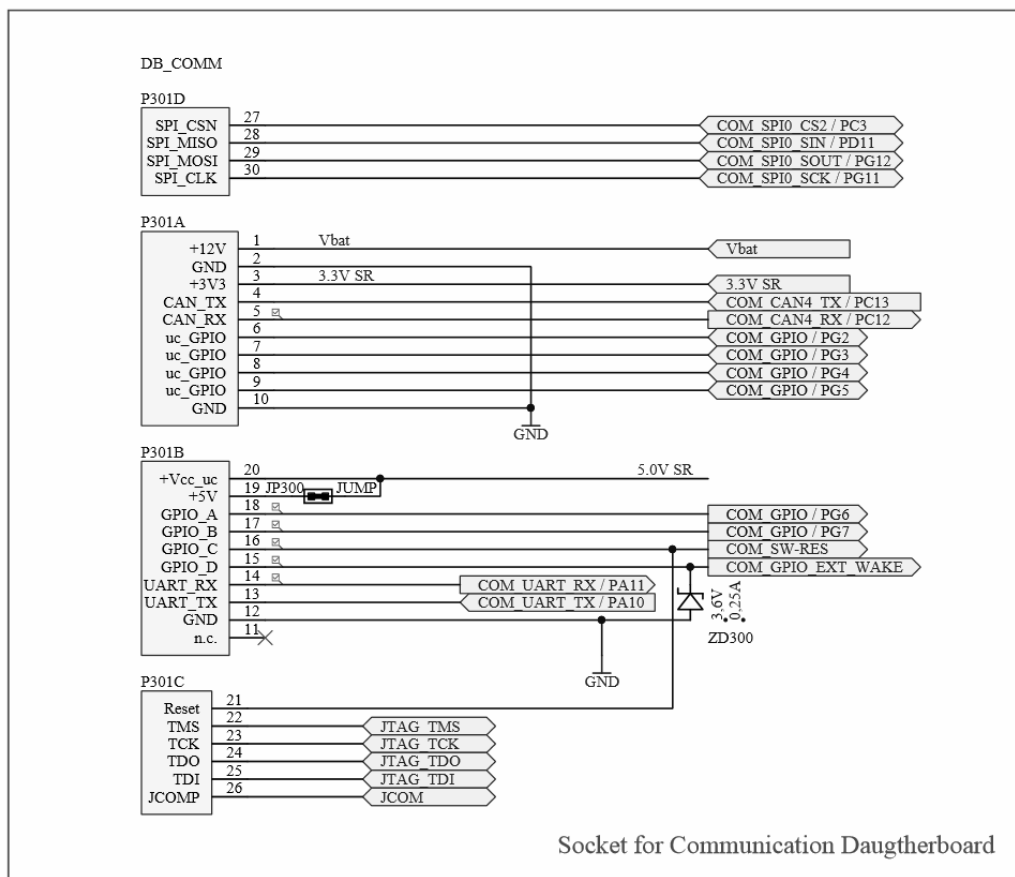 DB_COMM
P301D
SPI_CSN 27 COM_SPI0_CS2 / PC3
SPI_MISO 28 COM_SPI0_SIN / PD11
SPI_MOSI 29 COM_SPI0_SOUT / PG12
SPI_CLK 30 COM_SPI0_SCK / PG11
P301A
+12V 1 Vbat Vbat
GND 2
+3V3 3 3.3V SR 3.3V SR
CAN_TX 4 COM_CAN4_TX / PC13
CAN_RX 5 COM_CAN4_RX / PC12
uc_GPIO 6 COM_GPIO / PG2
uc_GPIO 7 COM_GPIO / PG3
uc_GPIO 8 COM_GPIO / PG4
uc_GPIO 9 COM_GPIO / PG5
GND 10
GND
P301B
+Vcc_uc 20 5.0V SR
+5V 19 JP300 JUMP
GPIO_A 18 COM_GPIO / PG6
GPIO_B 17 COM_GPIO / PG7
GPIO_C 16 COM_SW-RES
GPIO_D 15 COM_GPIO_EXT_WAKE
UART_RX 14 COM_UART_RX / PA11
UART_TX 13 COM_UART_TX / PA10
GND 12
n.c. 11
3,6V
0,25A
ZD300
GND
P301C
Reset 21
TMS 22 JTAG_TMS
TCK 23 JTAG_TCK
TDO 24 JTAG_TDO
TDI 25 JTAG_TDI
JCOMP 26 JCOM
Socket for Communication Daugtherboard